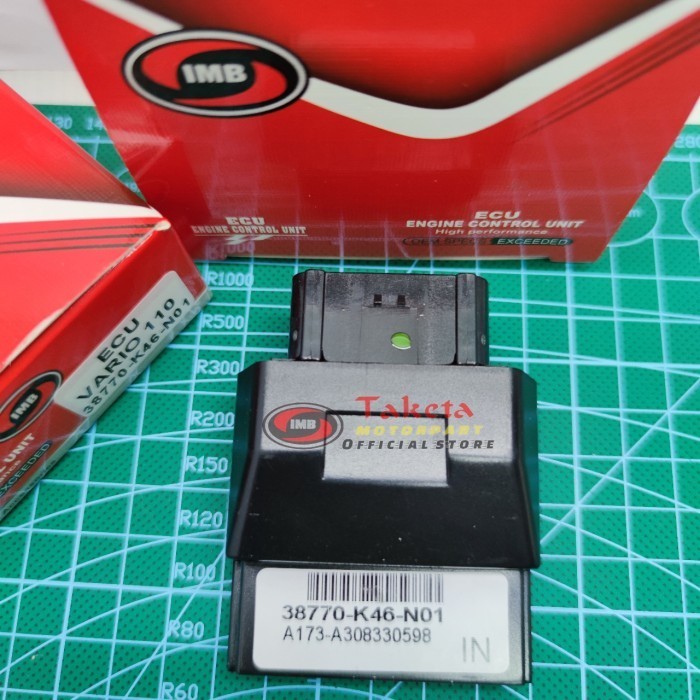 IMB
ECU
ENGINE CONTROL UNIT
ECU
ENGINE CONTROL UNIT
High performance
EXCEEDED
ECU
VARIO 110
38770-K46-N01
IMB
UNIT
EXCEEDED
130
R1000
R500
R300
R200
R150
R120
R100
R80
R60
IMB
Taketa
MOTORPART
OFFICIAL STORE
38770-K46-N01
A173-A308330598
IN